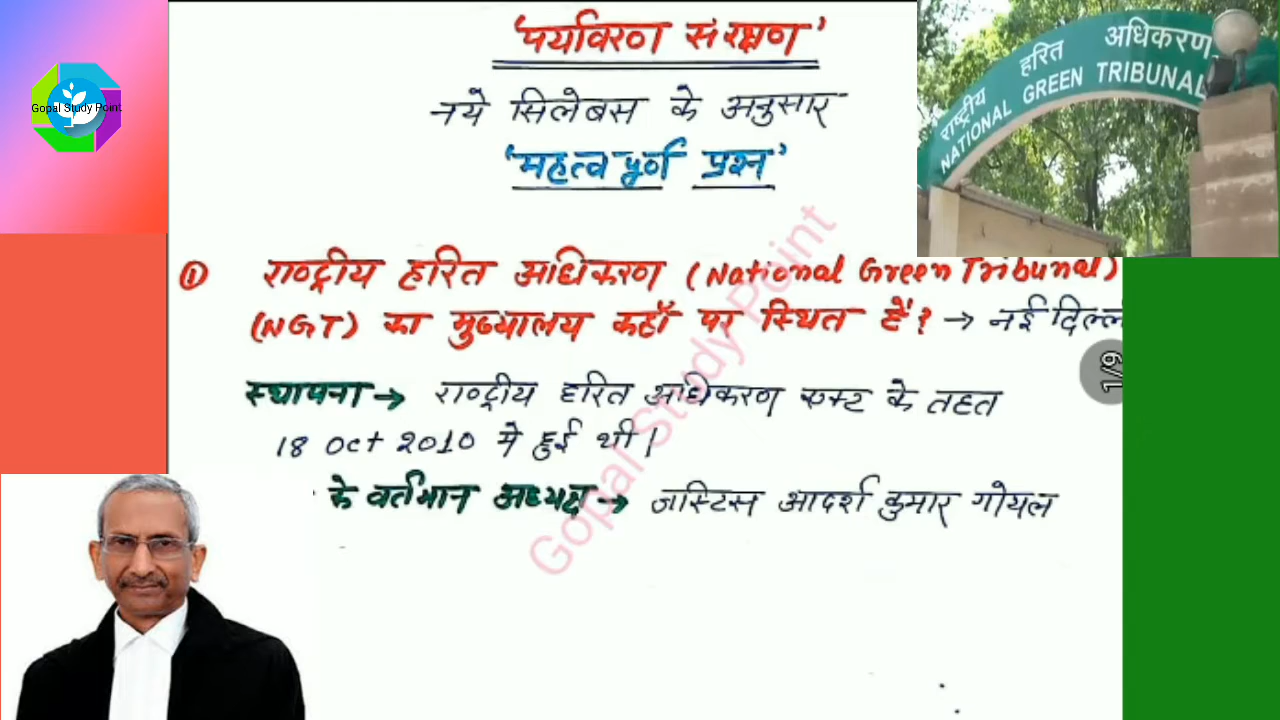 Gopal Study Point
'पर्यावरण संरक्षण'
नये सिलेबस के अनुसार
'महत्वपूर्ण प्रश्न'
राष्ट्रीय हरित अधिकरण
NATIONAL GREEN TRIBUNAL
① राष्ट्रीय हरित अधिकरण (National Green Tribunal)
(NGT) का मुख्यालय कहाँ पर स्थित हैं? → नई दिल्ली
1/9
स्थापना → राष्ट्रीय हरित अधिकरण एक्ट के तहत
18 Oct 2010 मे हुई थी।
के वर्तमान अध्यक्ष → जस्टिस आदर्श कुमार गोयल
Gopal Study Point